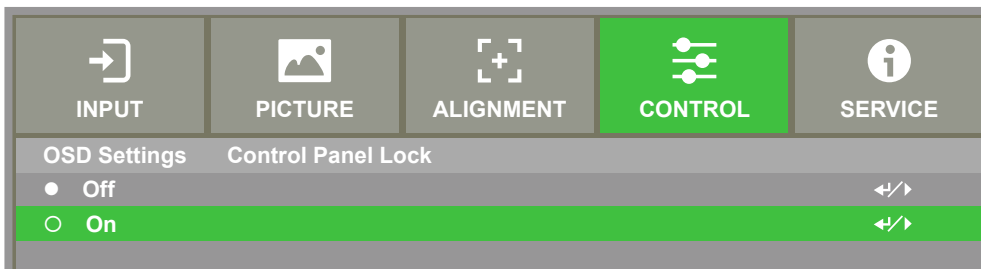 INPUT PICTURE ALIGNMENT CONTROL SERVICE
OSD Settings Control Panel Lock
Off
On